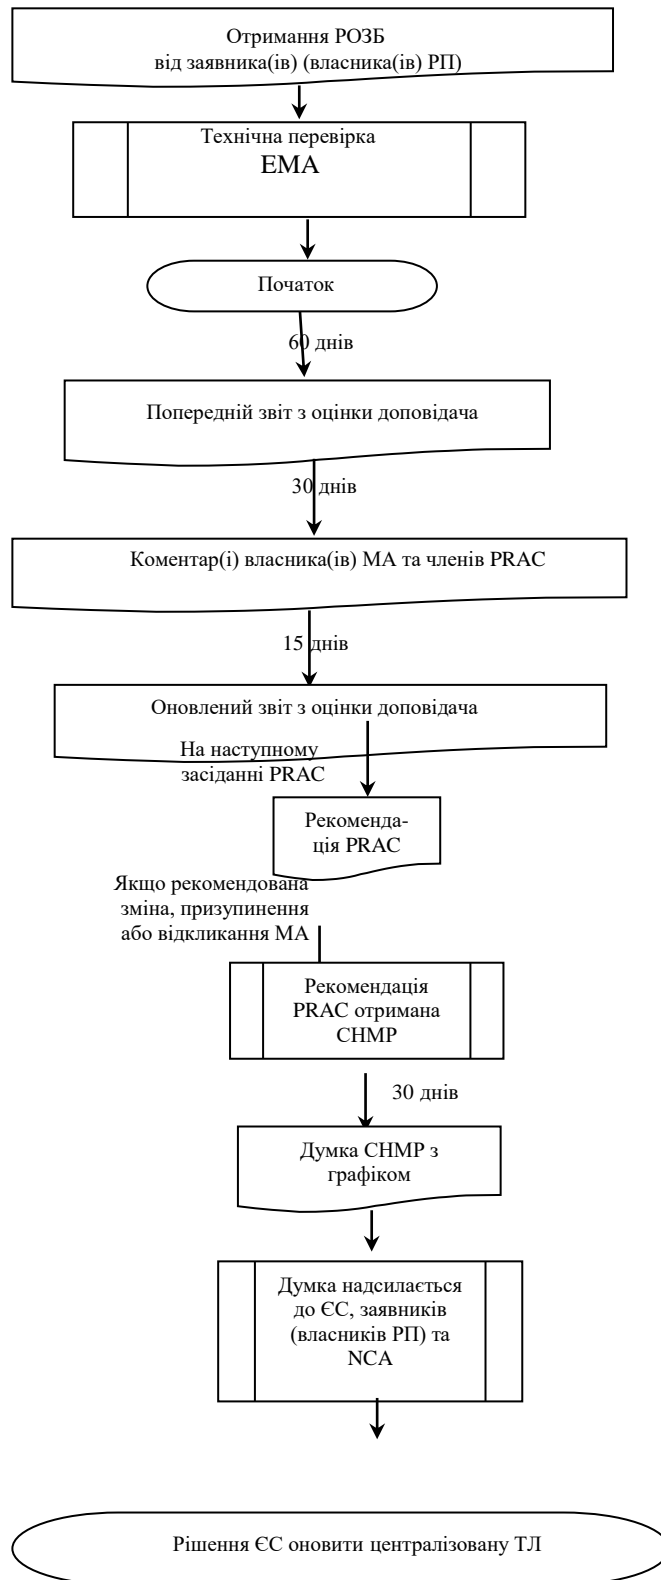 Отримання РОЗБ
від заявника(ів) (власника(ів) РП)
Технічна перевірка
EMA
Початок
60 днів
Попередній звіт з оцінки доповідача
30 днів
Коментар(і) власника(ів) МА та членів PRAC
15 днів
Оновлений звіт з оцінки доповідача
На наступному
засіданні PRAC
Рекоменда-
ція PRAC
Якщо рекомендована
зміна, призупинення
або відкликання МА
Рекомендація
PRAC отримана
CHMP
30 днів
Думка CHMP з
графіком
Думка надсилається
до ЄС, заявників
(власників РП) та
NCA
Рішення ЄС оновити централізовану ТЛ